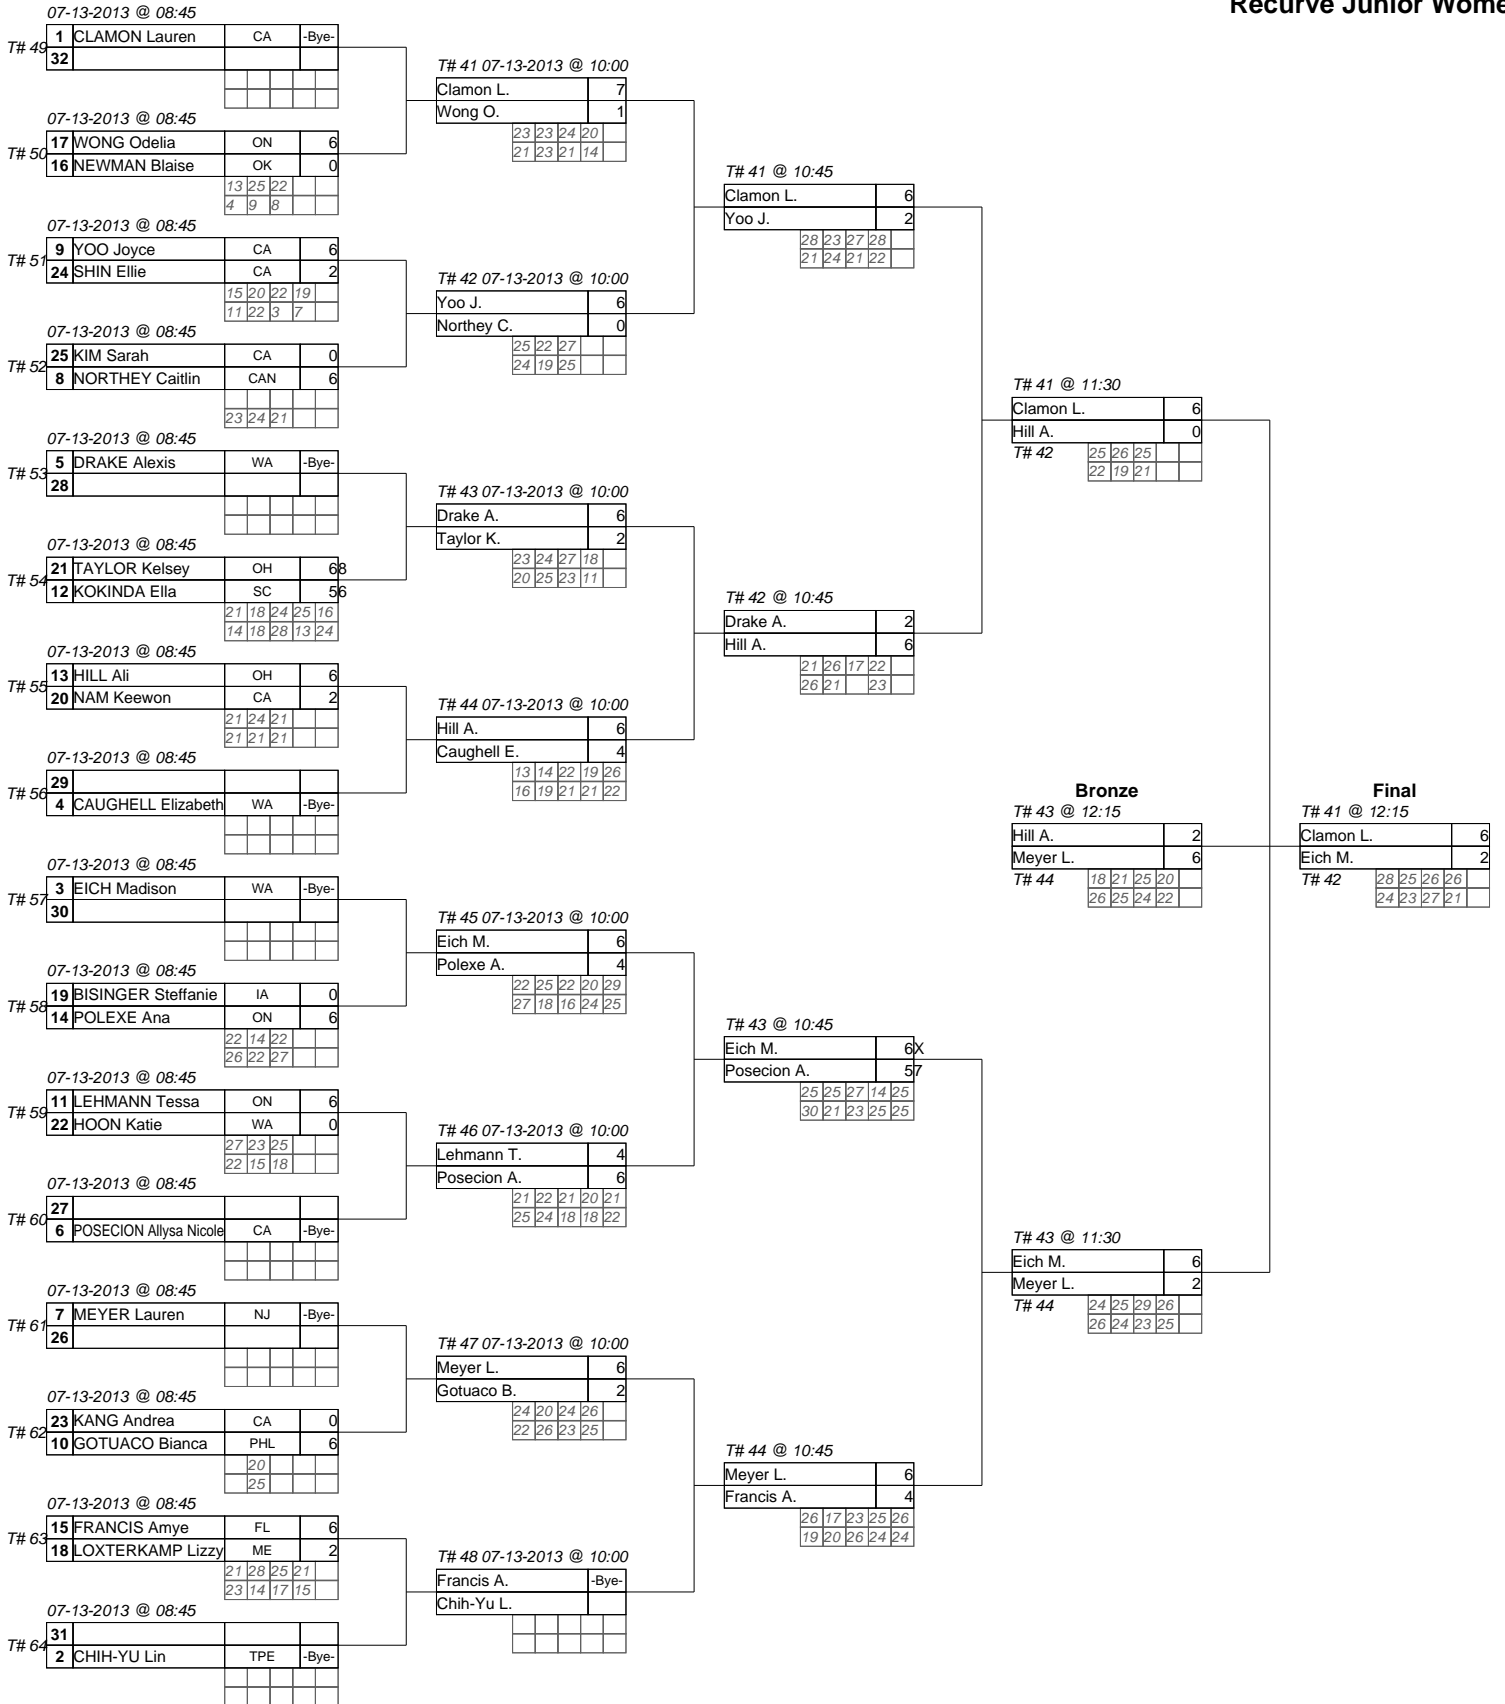 Recurve Junior Wome
07-13-2013 @ 08:45
T# 49
1 CLAMON Lauren CA -Bye-
32
07-13-2013 @ 08:45
T# 50
17 WONG Odelia ON 6
16 NEWMAN Blaise OK 0
13 25 22
4 9 8
07-13-2013 @ 08:45
T# 51
9 YOO Joyce CA 6
24 SHIN Ellie CA 2
15 20 22 19
11 22 3 7
07-13-2013 @ 08:45
T# 52
25 KIM Sarah CA 0
8 NORTHEY Caitlin CAN 6
23 24 21
07-13-2013 @ 08:45
T# 53
5 DRAKE Alexis WA -Bye-
28
07-13-2013 @ 08:45
T# 54
21 TAYLOR Kelsey OH 68
12 KOKINDA Ella SC 56
21 18 24 25 16
14 18 28 13 24
07-13-2013 @ 08:45
T# 55
13 HILL Ali OH 6
20 NAM Keewon CA 2
21 24 21
21 21 21
07-13-2013 @ 08:45
T# 56
29
4 CAUGHELL Elizabeth WA -Bye-
07-13-2013 @ 08:45
T# 57
3 EICH Madison WA -Bye-
30
07-13-2013 @ 08:45
T# 58
19 BISINGER Steffanie IA 0
14 POLEXE Ana ON 6
22 14 22
26 22 27
07-13-2013 @ 08:45
T# 59
11 LEHMANN Tessa ON 6
22 HOON Katie WA 0
27 23 25
22 15 18
07-13-2013 @ 08:45
T# 60
27
6 POSECION Allysa Nicole CA -Bye-
07-13-2013 @ 08:45
T# 61
7 MEYER Lauren NJ -Bye-
26
07-13-2013 @ 08:45
T# 62
23 KANG Andrea CA 0
10 GOTUACO Bianca PHL 6
20
25
07-13-2013 @ 08:45
T# 63
15 FRANCIS Amye FL 6
18 LOXTERKAMP Lizzy ME 2
21 28 25 21
23 14 17 15
07-13-2013 @ 08:45
T# 64
31
2 CHIH-YU Lin TPE -Bye-
T# 41 07-13-2013 @ 10:00
Clamon L. 7
Wong O. 1
23 23 24 20
21 23 21 14
T# 42 07-13-2013 @ 10:00
Yoo J. 6
Northey C. 0
25 22 27
24 19 25
T# 43 07-13-2013 @ 10:00
Drake A. 6
Taylor K. 2
23 24 27 18
20 25 23 11
T# 44 07-13-2013 @ 10:00
Hill A. 6
Caughell E. 4
13 14 22 19 26
16 19 21 21 22
T# 45 07-13-2013 @ 10:00
Eich M. 6
Polexe A. 4
22 25 22 20 29
27 18 16 24 25
T# 46 07-13-2013 @ 10:00
Lehmann T. 4
Posecion A. 6
21 22 21 20 21
25 24 18 18 22
T# 47 07-13-2013 @ 10:00
Meyer L. 6
Gotuaco B. 2
24 20 24 26
22 26 23 25
T# 48 07-13-2013 @ 10:00
Francis A. -Bye-
Chih-Yu L.
T# 41 @ 10:45
Clamon L. 6
Yoo J. 2
28 23 27 28
21 24 21 22
T# 42 @ 10:45
Drake A. 2
Hill A. 6
21 26 17 22
26 21 23
T# 43 @ 10:45
Eich M. 6X
Posecion A. 57
25 25 27 14 25
30 21 23 25 25
T# 44 @ 10:45
Meyer L. 6
Francis A. 4
26 17 23 25 26
19 20 26 24 24
T# 41 @ 11:30
Clamon L. 6
Hill A. 0
T# 42 25 26 25
22 19 21
Bronze
T# 43 @ 12:15
Hill A. 2
Meyer L. 6
T# 44 18 21 25 20
26 25 24 22
T# 43 @ 11:30
Eich M. 6
Meyer L. 2
T# 44 24 25 29 26
26 24 23 25
Final
T# 41 @ 12:15
Clamon L. 6
Eich M. 2
T# 42 28 25 26 26
24 23 27 21